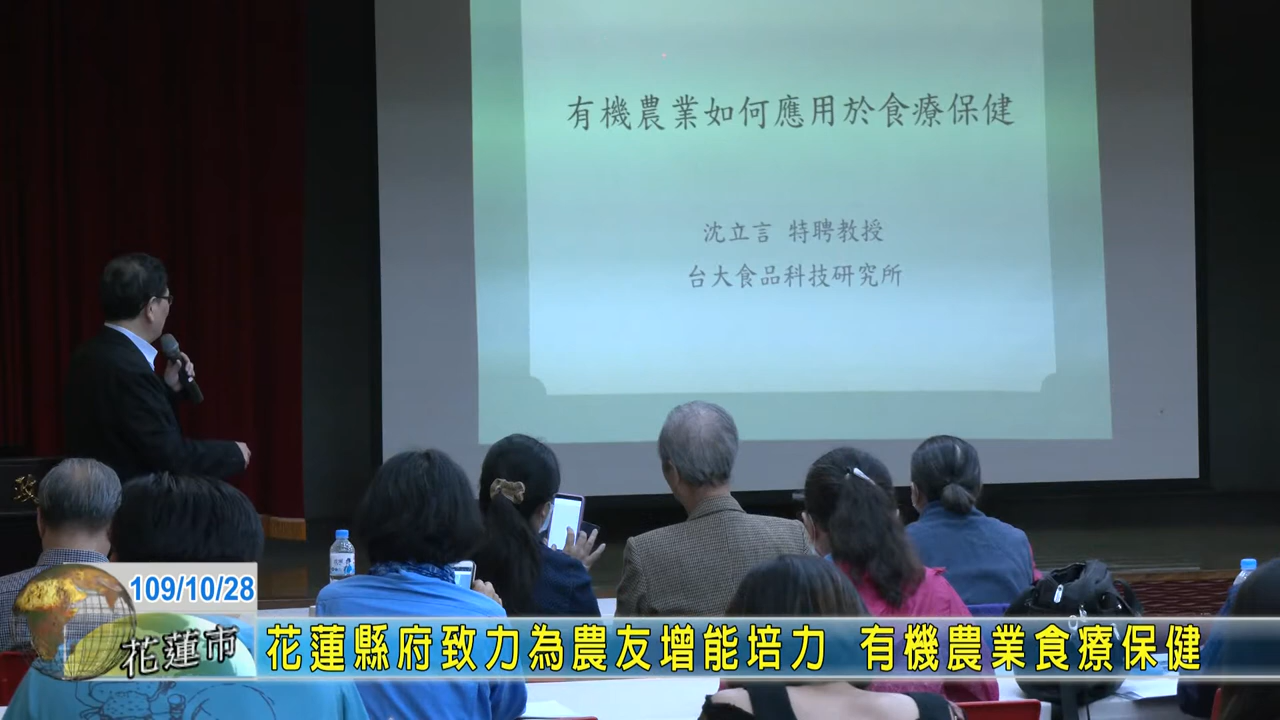 有機農業如何應用於食療保健
沈立言 特聘教授
台大食品科技研究所
109/10/28
花蓮市
花蓮縣府致力為農友增能培力 有機農業食療保健